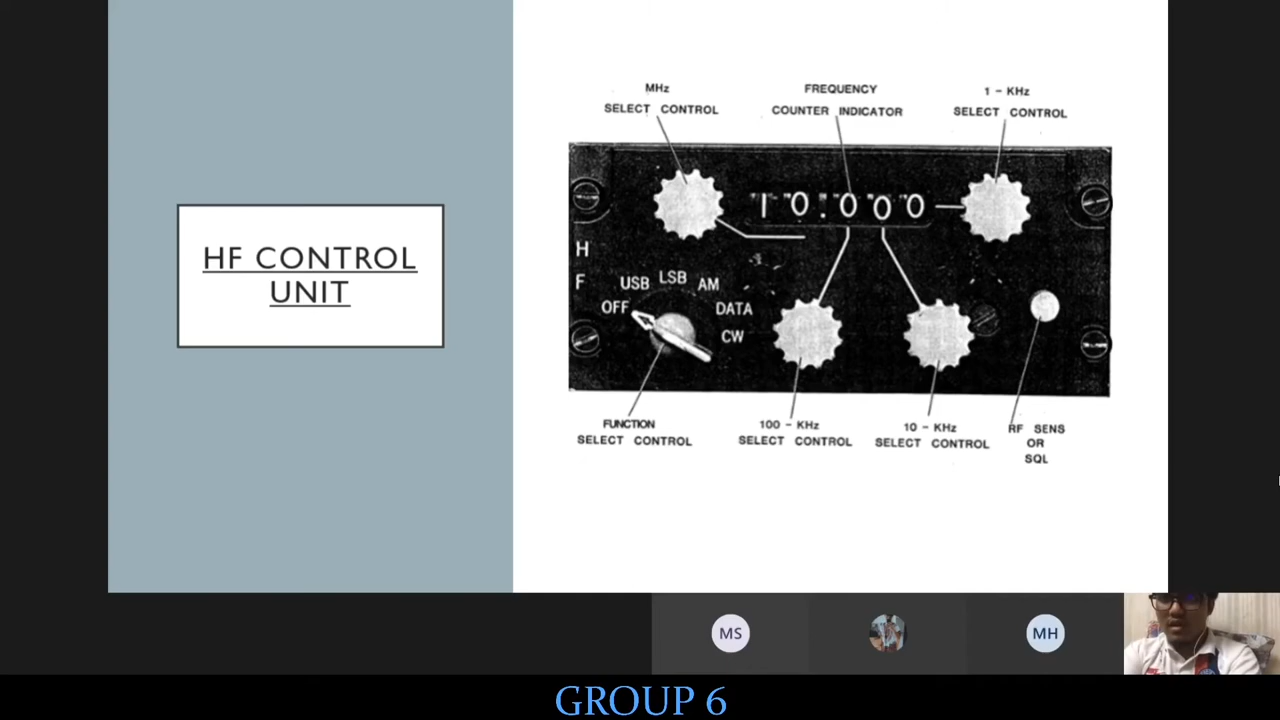 HF CONTROL
UNIT
MHz
SELECT CONTROL
FREQUENCY
COUNTER INDICATOR
1 - KHz
SELECT CONTROL
10.000
H
F
OFF
USB
LSB
AM
DATA
CW
FUNCTION
SELECT CONTROL
100 - KHz
SELECT CONTROL
10 - KHz
SELECT CONTROL
RF SENS
OR
SQL
MS
MH
GROUP 6